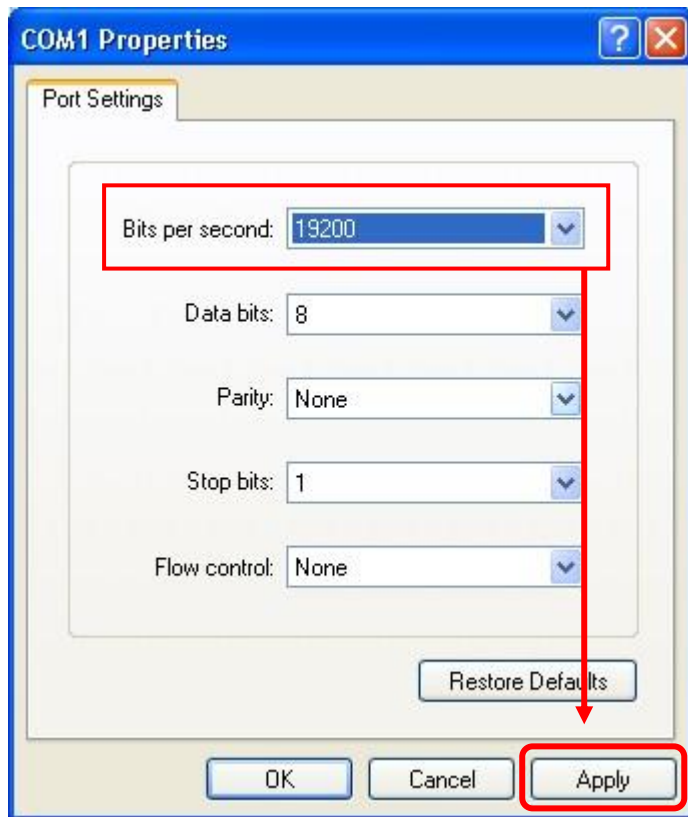 COM1 Properties
Port Settings
Bits per second: 19200
Data bits: 8
Parity: None
Stop bits: 1
Flow control: None
Restore Defaults
OK Cancel Apply